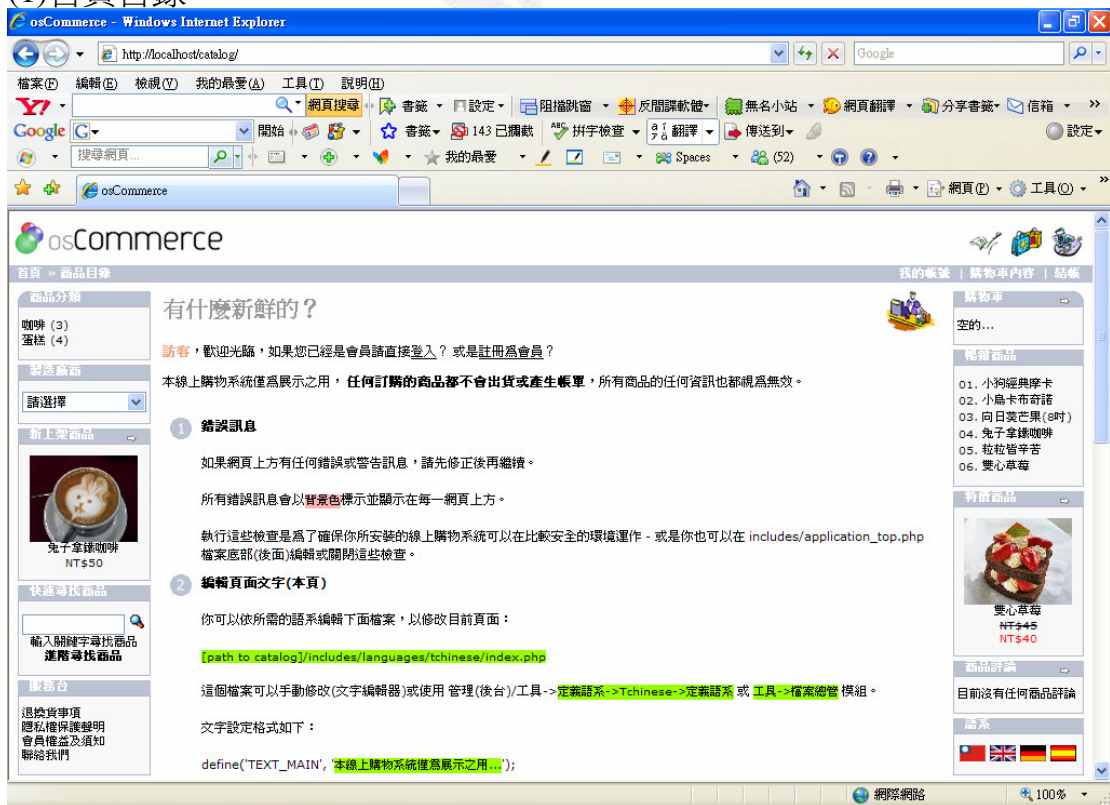 (1)首頁目錄
osCommerce - Windows Internet Explorer
http://localhost/catalog/
Google
檔案(F) 編輯(E) 檢視(V) 我的最愛(A) 工具(T) 說明(H)
網頁搜尋 書籤 設定 阻擋跳窗 反間諜軟體 無名小站 網頁翻譯 分享書籤 信箱
Google 開始 書籤 143 已攔截 拼字檢查 翻譯 傳送到 設定
搜尋網頁... 我的最愛 Spaces (52)
osCommerce 網頁(P) 工具(O)
osCommerce
首頁 » 商品目錄 我的帳號 | 購物車內容 | 結帳
商品分類
咖啡 (3)
蛋糕 (4)
製造廠商
請選擇
新上架商品
兔子拿鐵咖啡
NT$50
快速尋找商品
輸入關鍵字尋找商品
進階尋找商品
服務台
退換貨事項
隱私權保護聲明
會員權益及須知
聯絡我們
有什麼新鮮的?
訪客,歡迎光臨,如果您已經是會員請直接登入? 或是註冊為會員?
本線上購物系統僅為展示之用, 任何訂購的商品都不會出貨或產生帳單,所有商品的任何資訊也都視為無效。
1 錯誤訊息
如果網頁上方有任何錯誤或警告訊息,請先修正後再繼續。
所有錯誤訊息會以背景色標示並顯示在每一網頁上方。
執行這些檢查是為了確保你所安裝的線上購物系統可以在比較安全的環境運作 - 或是你也可以在 includes/application_top.php
檔案底部(後面)編輯或關閉這些檢查。
2 編輯頁面文字(本頁)
你可以依所需的語系編輯下面檔案,以修改目前頁面:
[path to catalog]/includes/languages/tchinese/index.php
這個檔案可以手動修改(文字編輯器)或使用 管理(後台)/工具->定義語系->Tchinese->定義語系 或 工具->檔案總管 模組。
文字設定格式如下:
define('TEXT_MAIN', '本線上購物系統僅為展示之用...');
購物車
空的...
暢銷商品
01. 小狗經典摩卡
02. 小鳥卡布奇諾
03. 向日葵芒果(8吋)
04. 兔子拿鐵咖啡
05. 粒粒皆辛苦
06. 雙心草莓
特價商品
雙心草莓
NT$45
NT$40
商品評論
目前沒有任何商品評論
語系
網際網路 100%